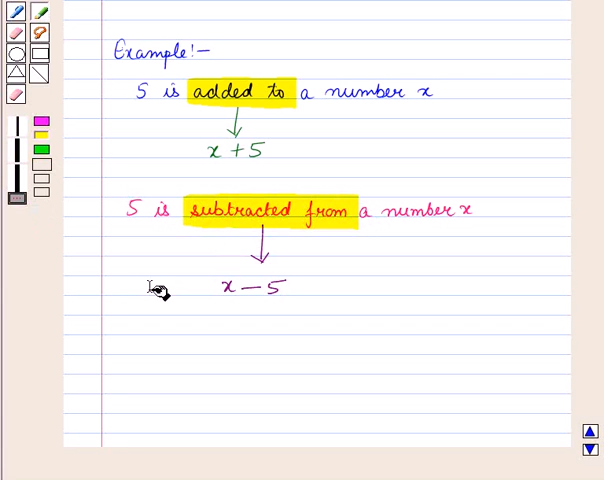 Example:-
5 is added to a number x
x + 5
5 is subtracted from a number x
x - 5